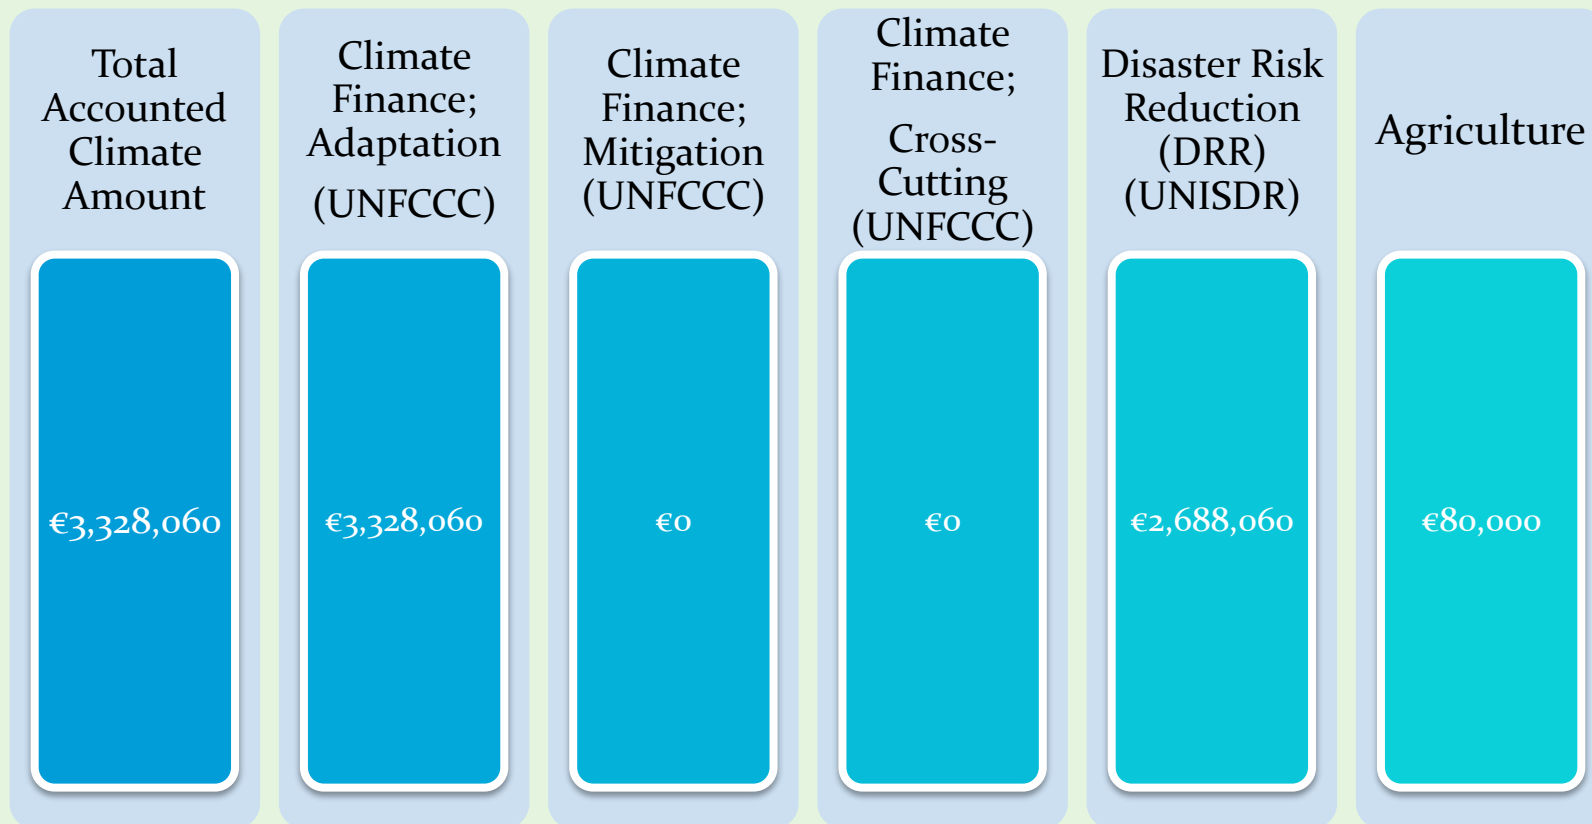 Total
Accounted
Climate
Amount
€3,328,060
Climate
Finance;
Adaptation
(UNFCCC)
€3,328,060
Climate
Finance;
Mitigation
(UNFCCC)
€0
Climate
Finance;
Cross-
Cutting
(UNFCCC)
€0
Disaster Risk
Reduction
(DRR)
(UNISDR)
€2,688,060
Agriculture
€80,000